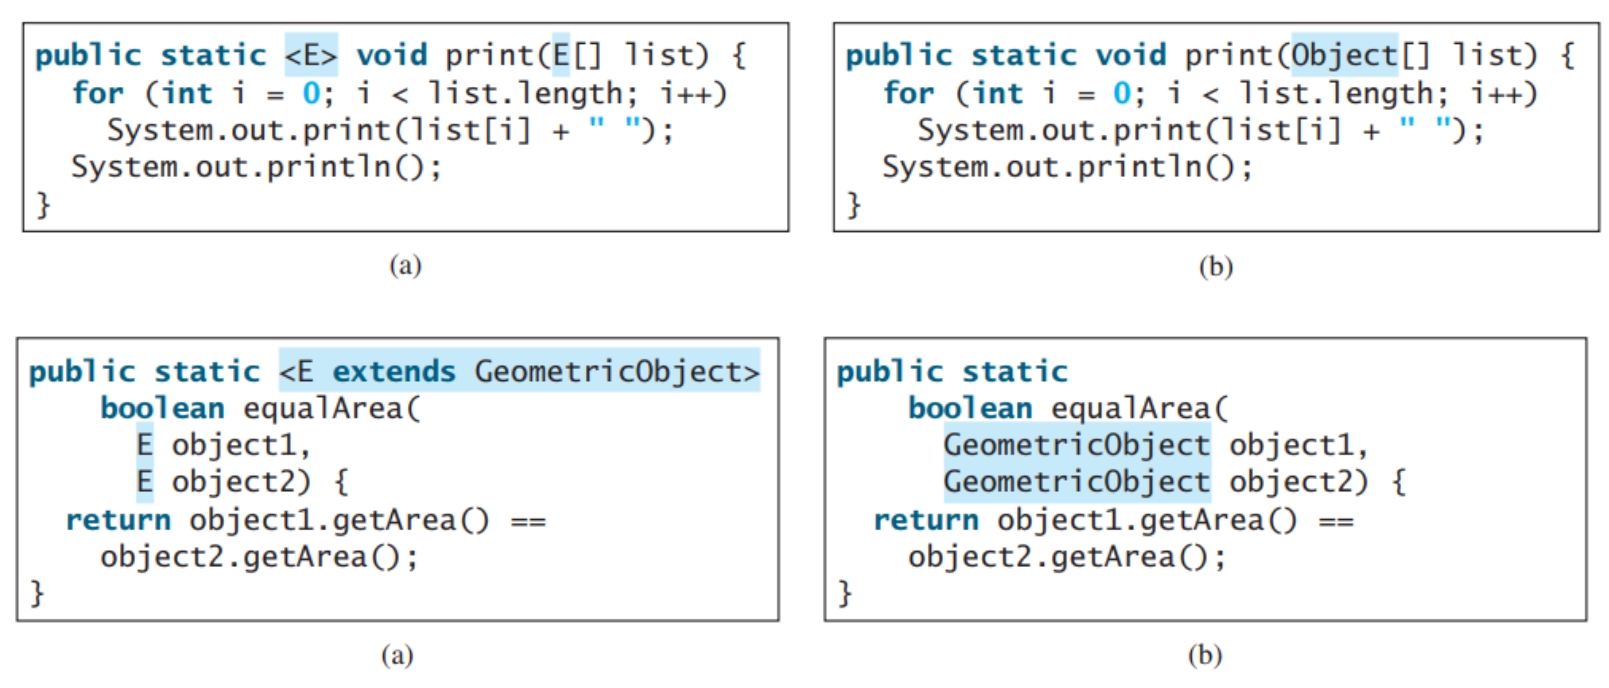 public static <E> void print(E[] list) {
  for (int i = 0; i < list.length; i++)
    System.out.print(list[i] + " ");
  System.out.println();
}
(a)
public static void print(Object[] list) {
  for (int i = 0; i < list.length; i++)
    System.out.print(list[i] + " ");
  System.out.println();
}
(b)
public static <E extends GeometricObject>
    boolean equalArea(
      E object1,
      E object2) {
  return object1.getArea() ==
    object2.getArea();
}
(a)
public static
    boolean equalArea(
      GeometricObject object1,
      GeometricObject object2) {
  return object1.getArea() ==
    object2.getArea();
}
(b)